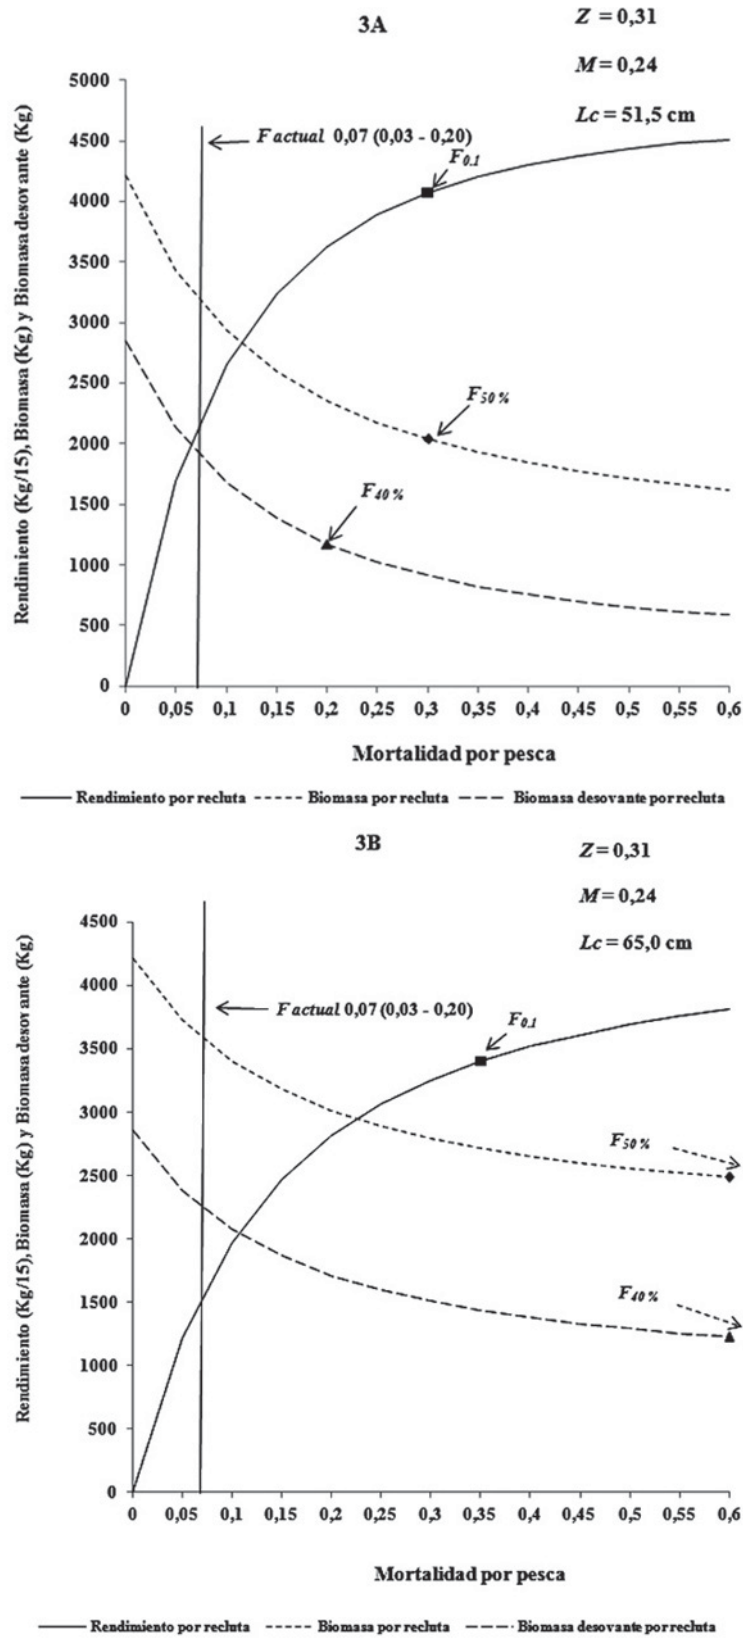 3A
Z = 0,31
M = 0,24
Lc = 51,5 cm
Rendimiento (Kg/15), Biomasa (Kg) y Biomasa desovante (Kg)
5000
4500
4000
3500
3000
2500
2000
1500
1000
500
0
F actual 0,07 (0,03 - 0,20)
F0.1
F50 %
F40 %
0 0,05 0,1 0,15 0,2 0,25 0,3 0,35 0,4 0,45 0,5 0,55 0,6
Mortalidad por pesca
Rendimiento por recluta Biomasa por recluta Biomasa desovante por recluta
3B
Z = 0,31
M = 0,24
Lc = 65,0 cm
Rendimiento (Kg/15), Biomasa (Kg) y Biomasa desovante (Kg)
4500
4000
3500
3000
2500
2000
1500
1000
500
0
F actual 0,07 (0,03 - 0,20)
F0.1
F50 %
F40 %
0 0,05 0,1 0,15 0,2 0,25 0,3 0,35 0,4 0,45 0,5 0,55 0,6
Mortalidad por pesca
Rendimiento por recluta Biomasa por recluta Biomasa desovante por recluta